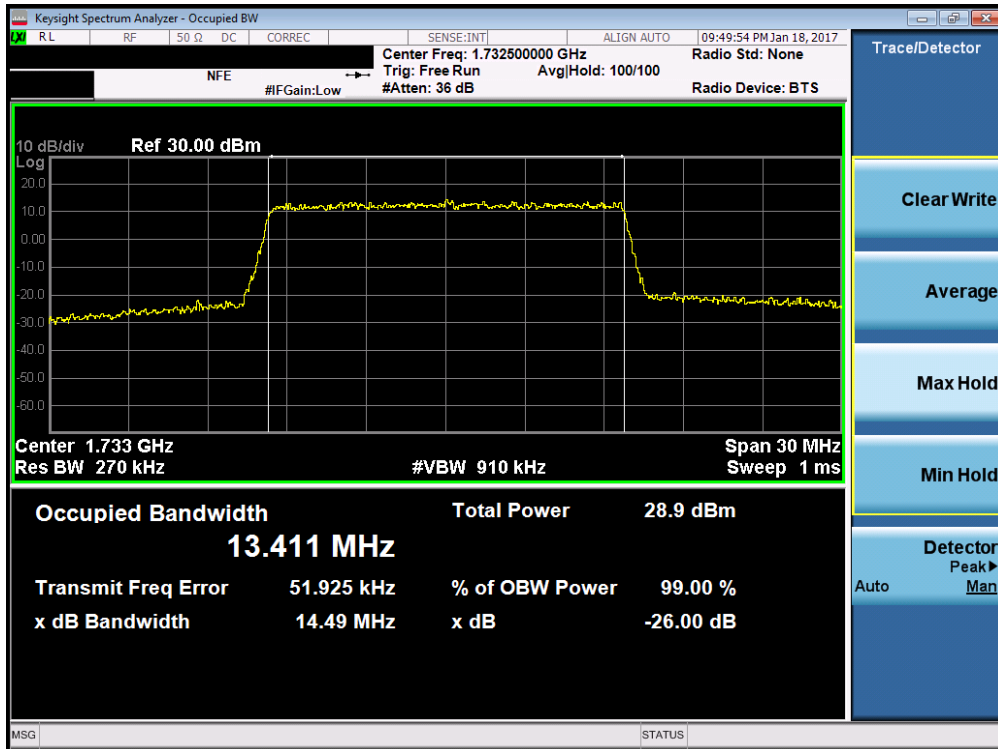 Keysight Spectrum Analyzer - Occupied BW
LXI RL RF 50 Ω DC CORREC SENSE:INT ALIGN AUTO 09:49:54 PM Jan 18, 2017
NFE
#IFGain:Low
Center Freq: 1.732500000 GHz
Trig: Free Run Avg|Hold: 100/100
#Atten: 36 dB
Radio Std: None
Radio Device: BTS
10 dB/div Ref 30.00 dBm
Log
20.0
10.0
0.00
-10.0
-20.0
-30.0
-40.0
-50.0
-60.0
Center 1.733 GHz Span 30 MHz
Res BW 270 kHz #VBW 910 kHz Sweep 1 ms
Occupied Bandwidth Total Power 28.9 dBm
13.411 MHz
Transmit Freq Error 51.925 kHz % of OBW Power 99.00 %
x dB Bandwidth 14.49 MHz x dB -26.00 dB
Trace/Detector
Clear Write
Average
Max Hold
Min Hold
Detector
Peak▶
Auto Man
MSG STATUS